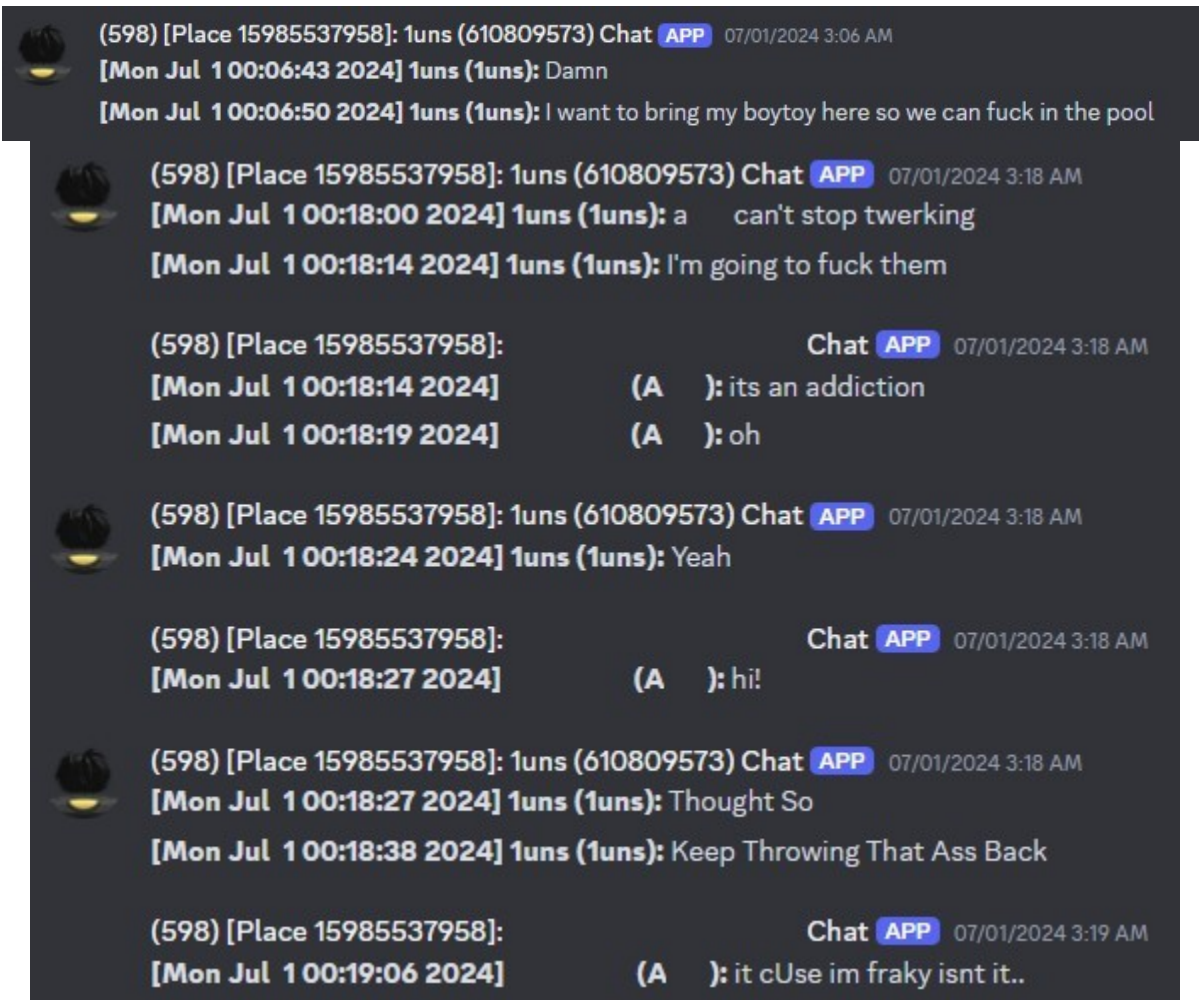 (598) [Place 15985537958]: 1uns (610809573) Chat APP 07/01/2024 3:06 AM
[Mon Jul 1 00:06:43 2024] 1uns (1uns): Damn
[Mon Jul 1 00:06:50 2024] 1uns (1uns): I want to bring my boytoy here so we can fuck in the pool
(598) [Place 15985537958]: 1uns (610809573) Chat APP 07/01/2024 3:18 AM
[Mon Jul 1 00:18:00 2024] 1uns (1uns): a can't stop twerking
[Mon Jul 1 00:18:14 2024] 1uns (1uns): I'm going to fuck them
(598) [Place 15985537958]: Chat APP 07/01/2024 3:18 AM
[Mon Jul 1 00:18:14 2024] (A ): its an addiction
[Mon Jul 1 00:18:19 2024] (A ): oh
(598) [Place 15985537958]: 1uns (610809573) Chat APP 07/01/2024 3:18 AM
[Mon Jul 1 00:18:24 2024] 1uns (1uns): Yeah
(598) [Place 15985537958]: Chat APP 07/01/2024 3:18 AM
[Mon Jul 1 00:18:27 2024] (A ): hi!
(598) [Place 15985537958]: 1uns (610809573) Chat APP 07/01/2024 3:18 AM
[Mon Jul 1 00:18:27 2024] 1uns (1uns): Thought So
[Mon Jul 1 00:18:38 2024] 1uns (1uns): Keep Throwing That Ass Back
(598) [Place 15985537958]: Chat APP 07/01/2024 3:19 AM
[Mon Jul 1 00:19:06 2024] (A ): it cUse im fraky isnt it..